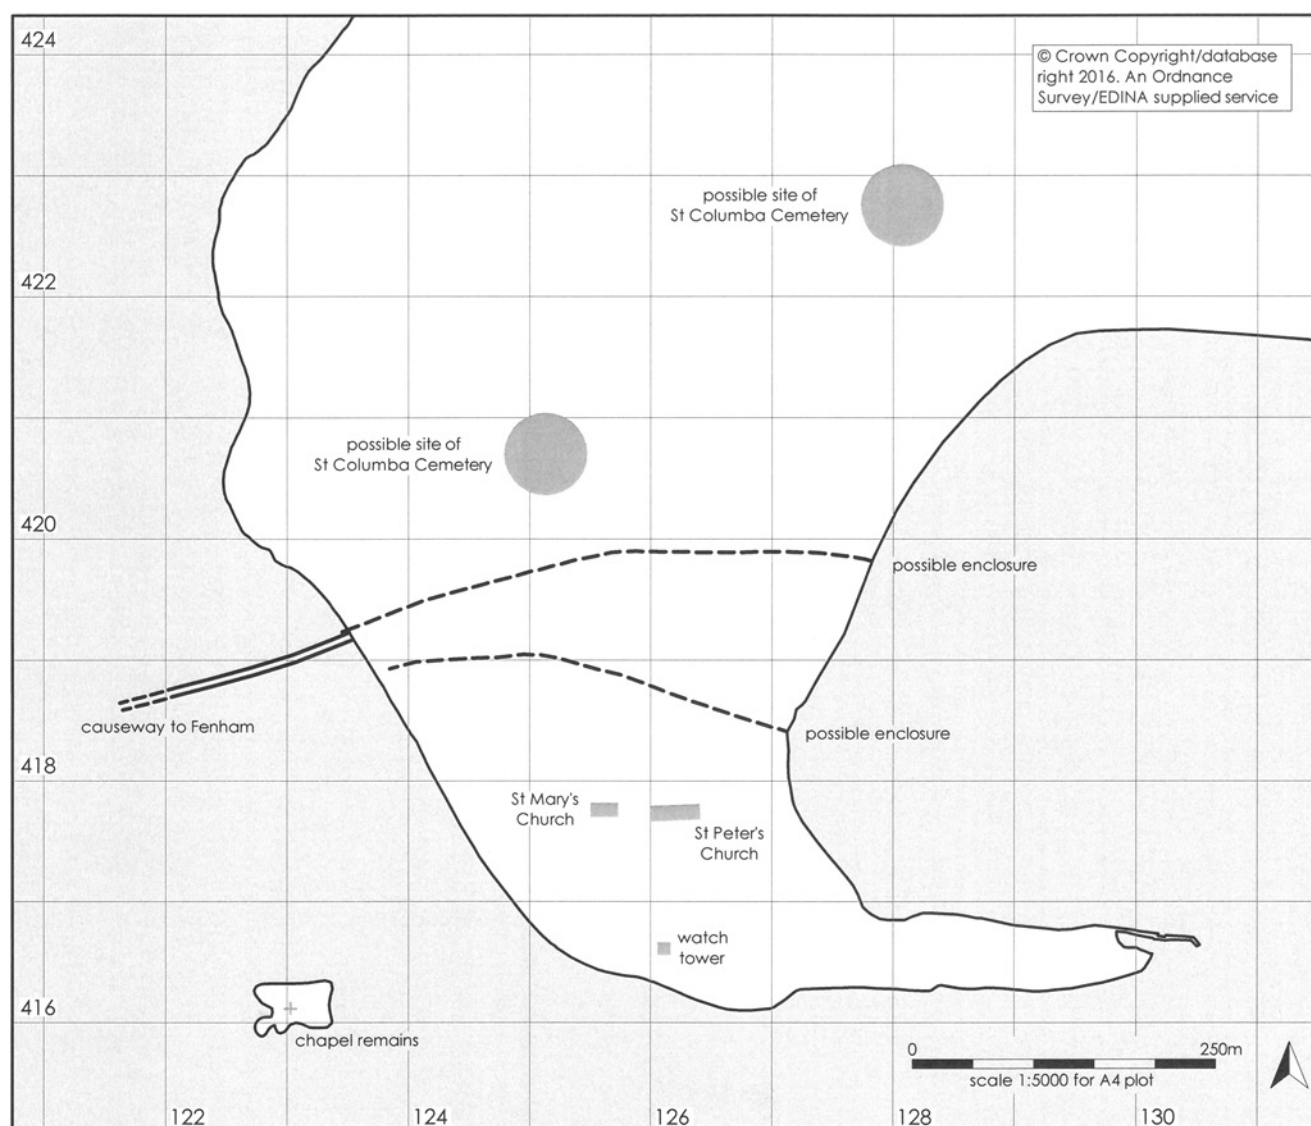 424
© Crown Copyright/database
right 2016. An Ordnance
Survey/EDINA supplied service
possible site of
St Columba Cemetery
422
possible site of
St Columba Cemetery
420
possible enclosure
causeway to Fenham
possible enclosure
418
St Mary's
Church
St Peter's
Church
watch
tower
416
chapel remains
0
250m
scale 1:5000 for A4 plot
122
124
126
128
130